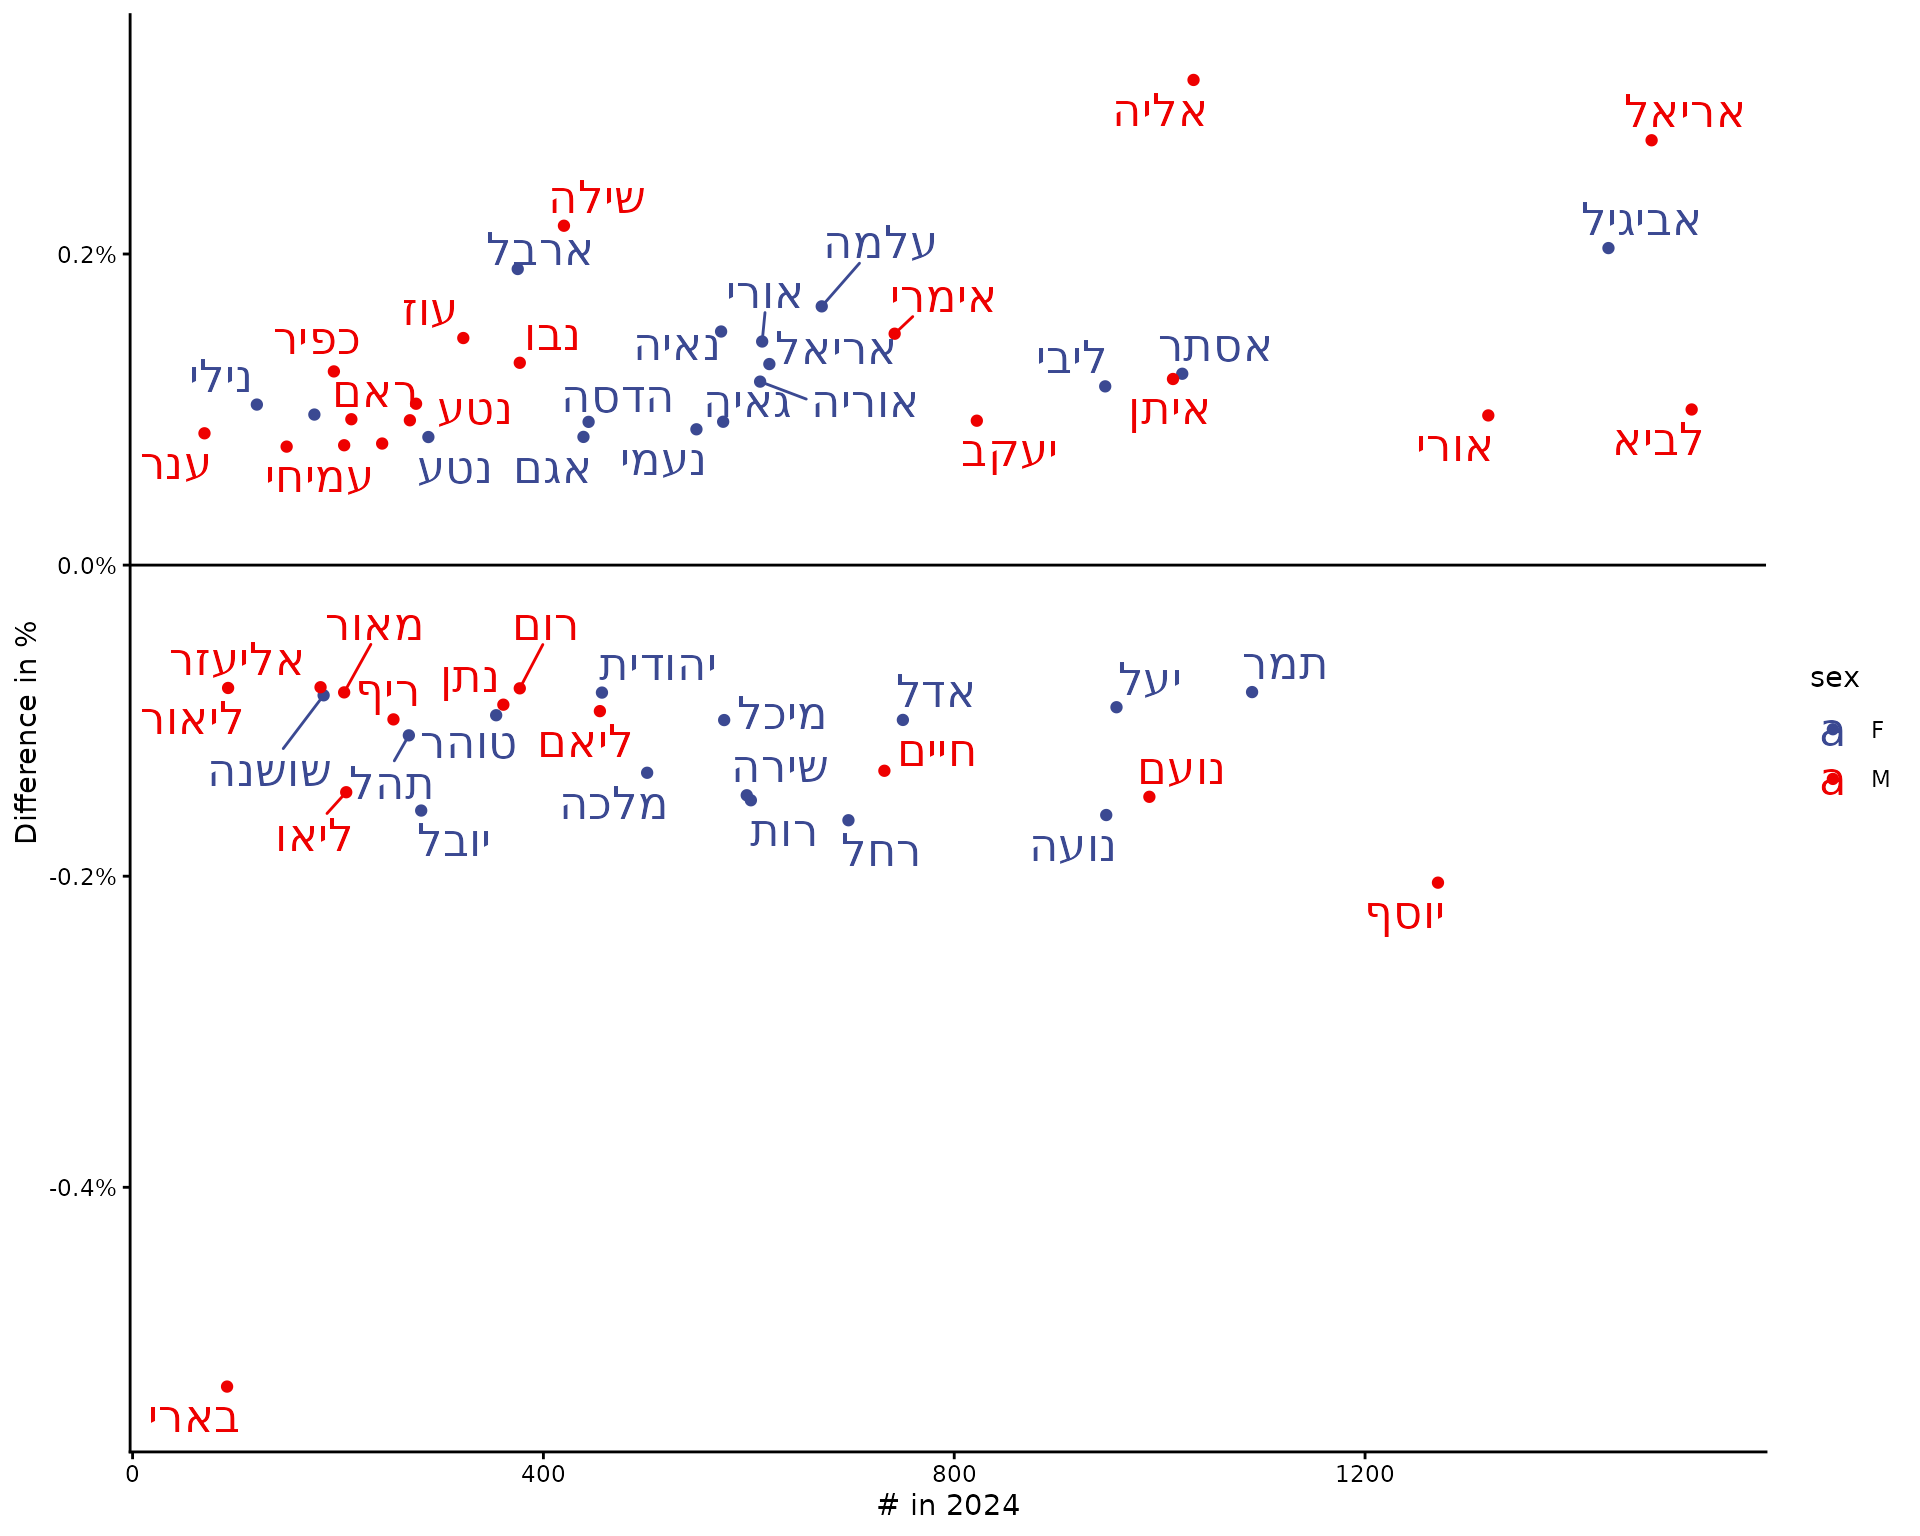 אליה
אריאל
שילה
אביגיל
ארבל
עלמה
0.2%
אורי
אימרי
עוז
נבו
כפיר
נאיה
אריאל
ליבי
אסתר
נילי
ראם
נטע
הדסה
גאיה
אוריה
איתן
יעקב
אורי
לביא
ענר
עמיחי
נטע
אגם
נעמי
0.0%
מאור
רום
אליעזר
נתן
יהודית
תמר
ריף
אדל
יעל
ליאור
טוהר
ליאם
מיכל
חיים
שושנה
תהל
שירה
נועם
מלכה
ליאו
יובל
רות
רחל
נועה
-0.2%
יוסף
-0.4%
בארי
0
400
800
1200
# in 2024
Difference in %
sex
a F
a M